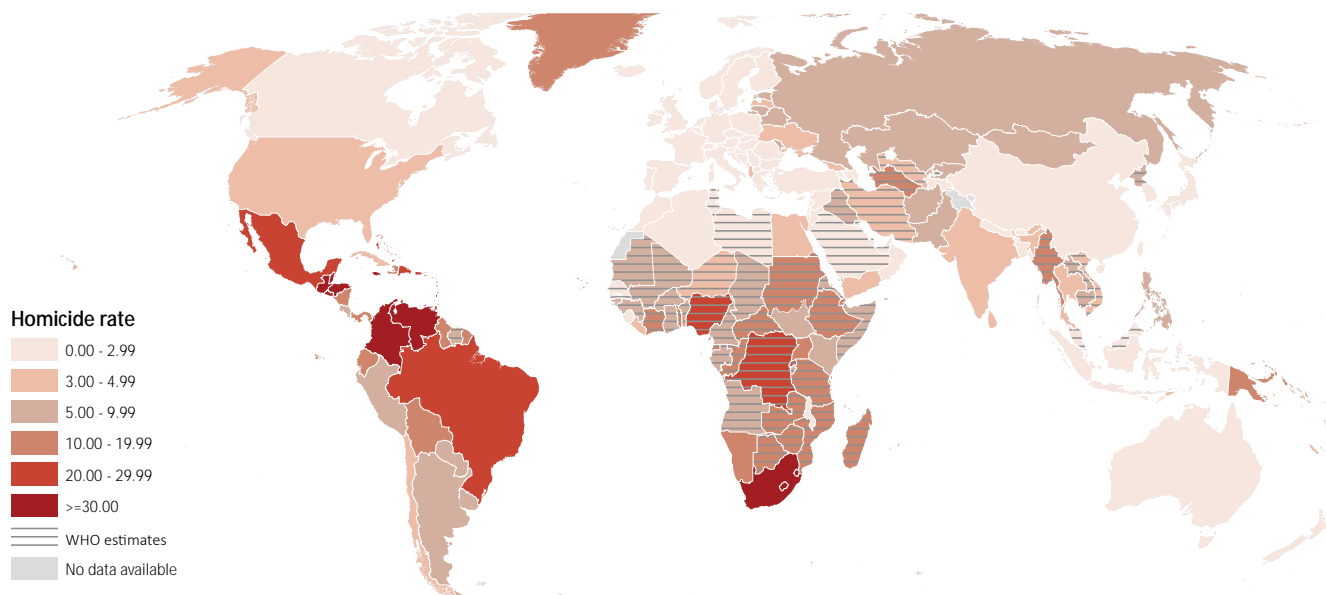 Homicide rate
0.00 - 2.99
3.00 - 4.99
5.00 - 9.99
10.00 - 19.99
20.00 - 29.99
>=30.00
WHO estimates
No data available